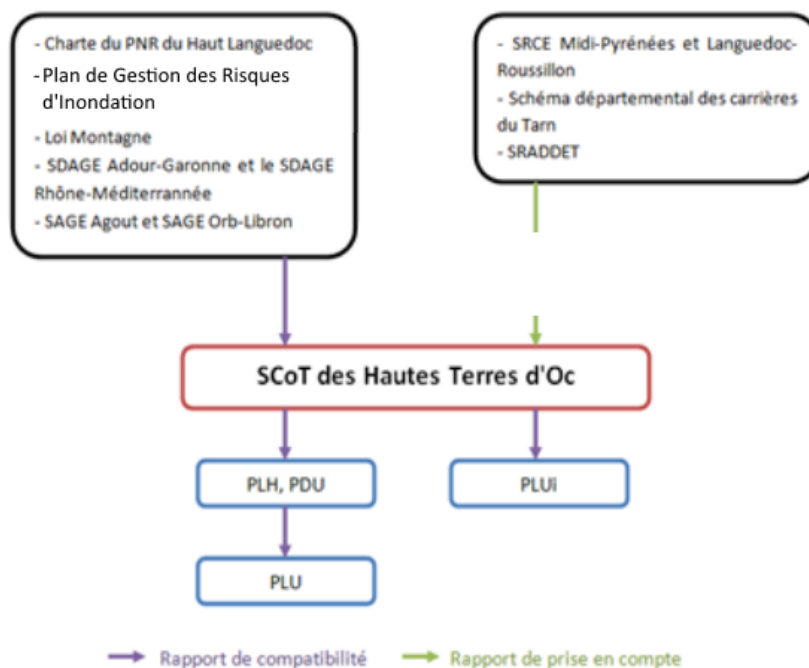 - Charte du PNR du Haut Languedoc
-Plan de Gestion des Risques
d'Inondation
- Loi Montagne
- SDAGE Adour-Garonne et le SDAGE
Rhône-Méditerrannée
- SAGE Agout et SAGE Orb-Libron
- SRCE Midi-Pyrénées et Languedoc-
Roussillon
- Schéma départemental des carrières
du Tarn
- SRADDET
SCoT des Hautes Terres d'Oc
PLH, PDU
PLUi
PLU
Rapport de compatibilité
Rapport de prise en compte